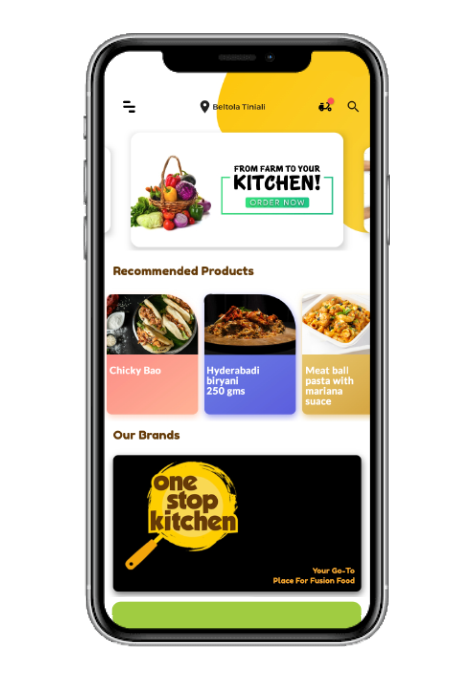 Beltola Tiniali
FROM FARM TO YOUR
KITCHEN!
ORDER NOW
Recommended Products
Chicky Bao
Hyderabadi
biryani
250 gms
Meat ball
pasta with
mariana
suace
Our Brands
one
stop
kitchen
Your Go-To
Place For Fusion Food